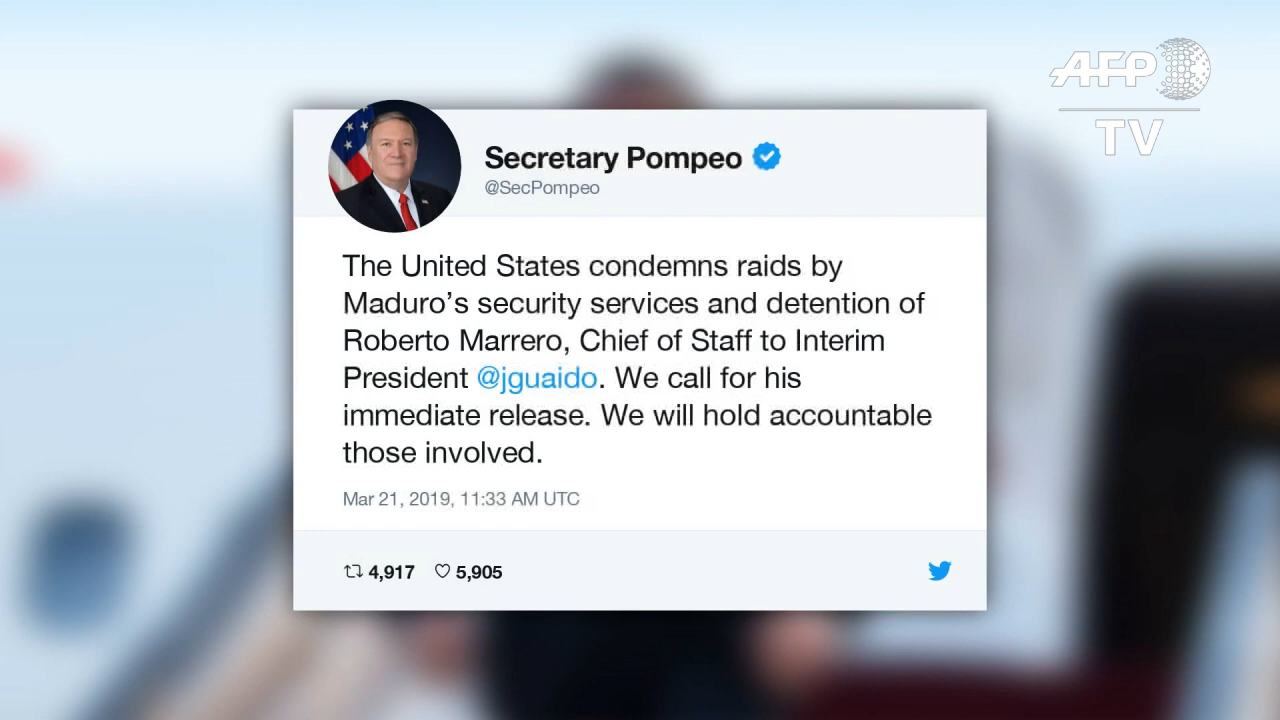 AFP
TV
Secretary Pompeo
@SecPompeo
The United States condemns raids by
Maduro’s security services and detention of
Roberto Marrero, Chief of Staff to Interim
President @jguaido. We call for his
immediate release. We will hold accountable
those involved.
Mar 21, 2019, 11:33 AM UTC
4,917 5,905